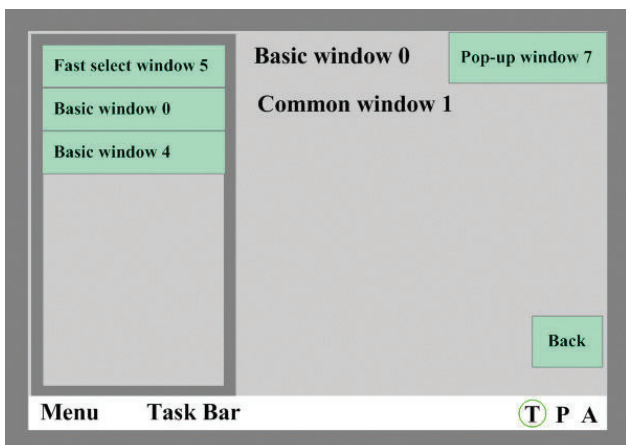 Fast select window 5
Basic window 0
Basic window 4
Basic window 0
Pop-up window 7
Common window 1
Back
Menu Task Bar T P A